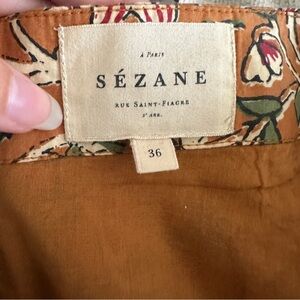 À PARIS
SÉZANE
RUE SAINT-FIACRE
2ᵉ ARR.
36